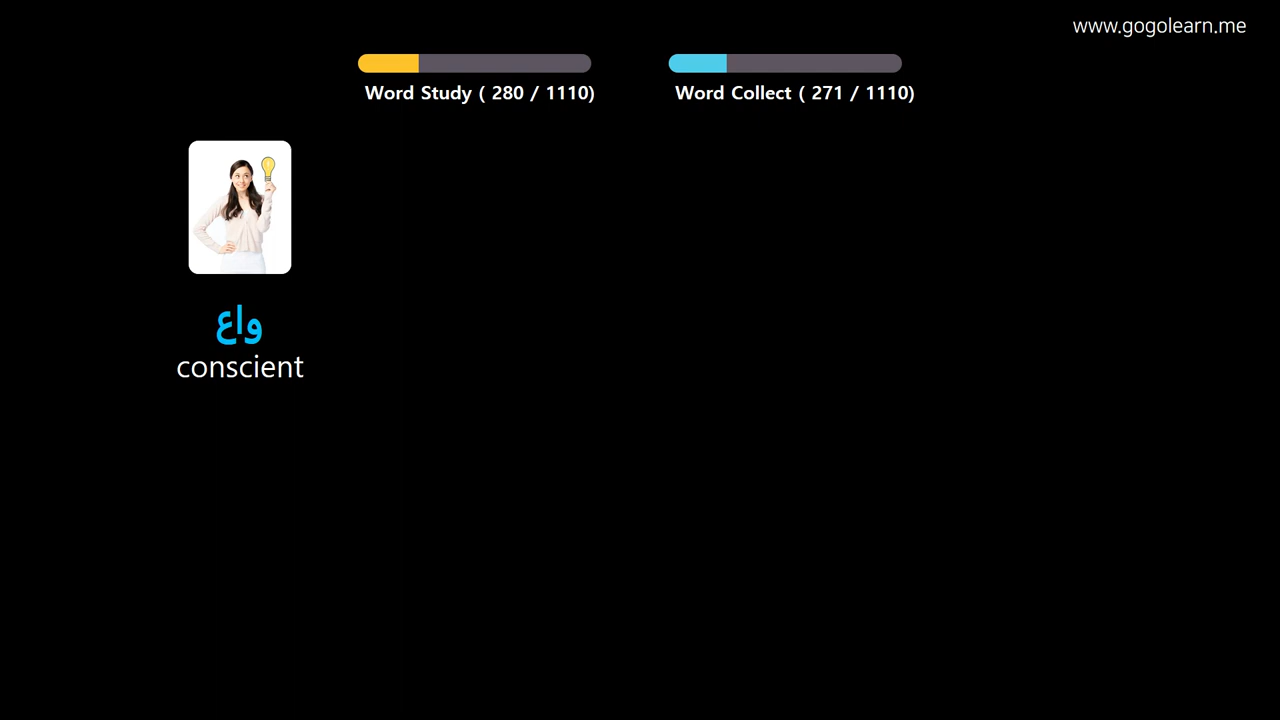 www.gogolearn.me
Word Study ( 280 / 1110)
Word Collect ( 271 / 1110)
واع
conscient